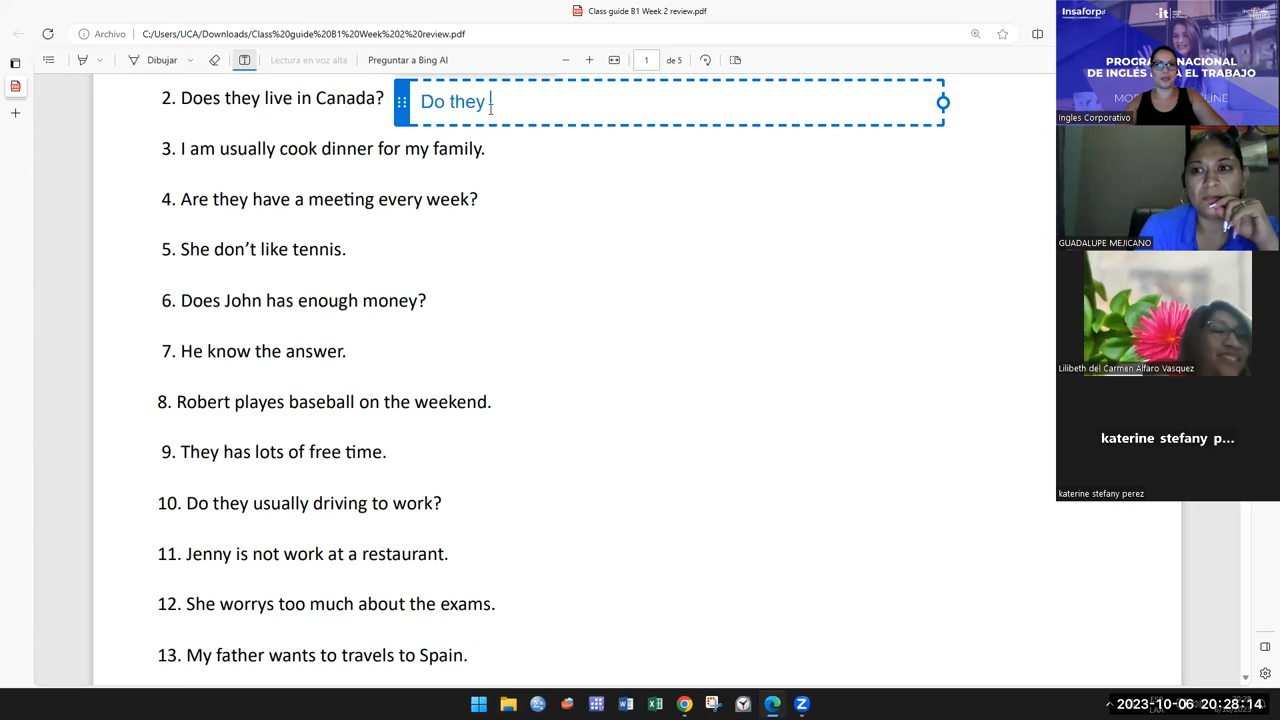 Class guide B1 Week 2 review.pdf
Archivo
C:/Users/UCA/Downloads/Class%20guide%20B1%20Week%202%20review.pdf
Dibujar
Lectura en voz alta
Preguntar a Bing AI
1
de 5
2. Does they live in Canada?
Do they
3. I am usually cook dinner for my family.
4. Are they have a meeting every week?
5. She don't like tennis.
6. Does John has enough money?
7. He know the answer.
8. Robert playes baseball on the weekend.
9. They has lots of free time.
10. Do they usually driving to work?
11. Jenny is not work at a restaurant.
12. She worrys too much about the exams.
13. My father wants to travels to Spain.
Insaforp
Ingles Corporativo
GUADALUPE MEJICANO
Lilibeth del Carmen Alfaro Vasquez
katerine stefany p...
katerine stefany perez
2023-10-06 20:28:14